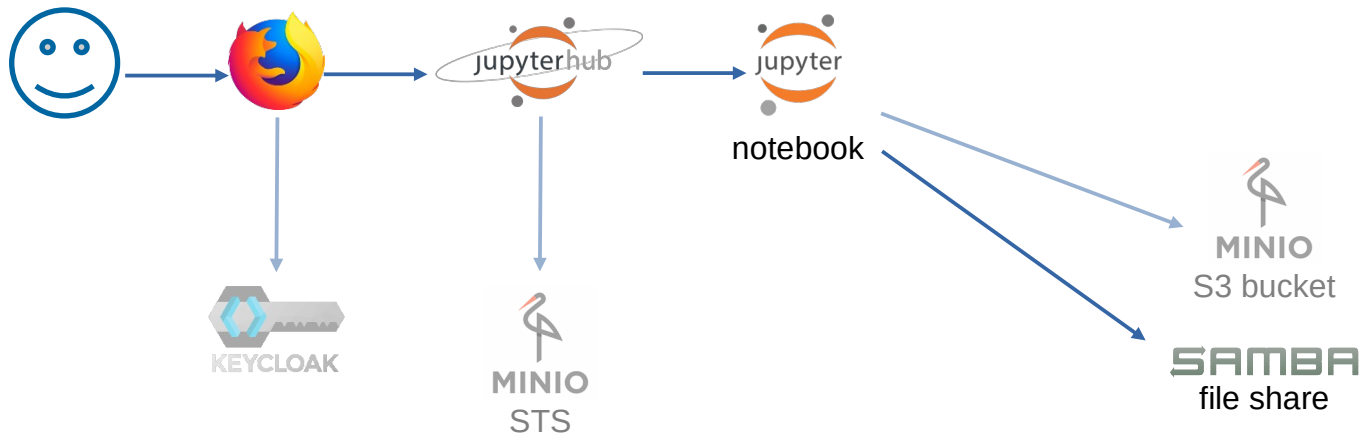 jupyterhub
jupyter
notebook
MINIO
S3 bucket
KEYCLOAK
MINIO
STS
SAMBA
file share